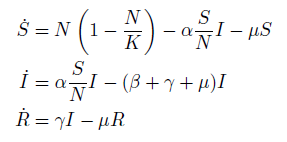 Ṡ = N (1 − N/K) − α S/N I − μS
İ = α S/N I − (β + γ + μ)I
Ṙ = γI − μR